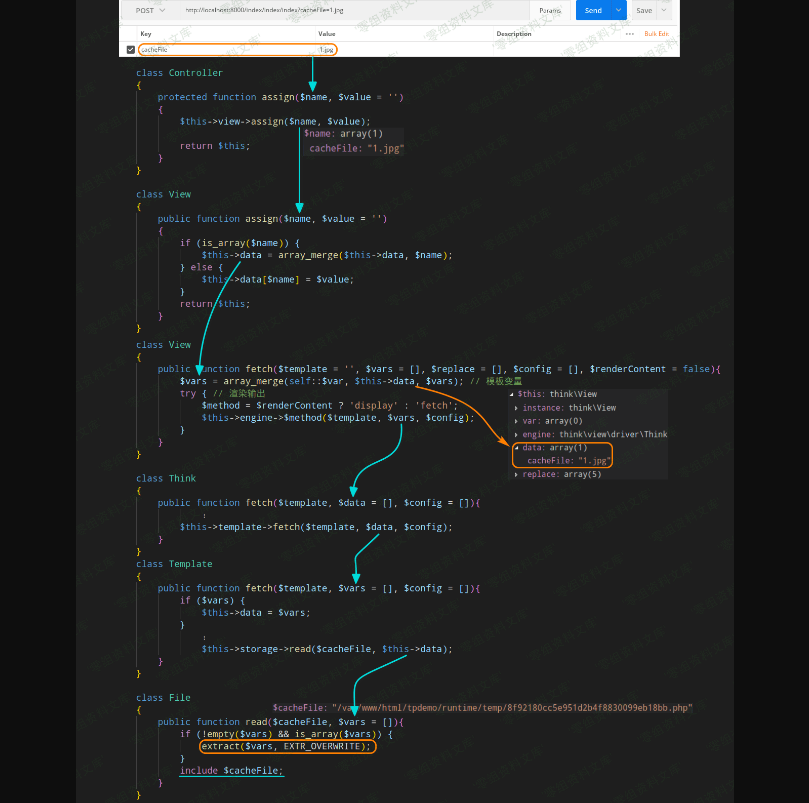 POST
http://localhost:8000/index/index/index?cacheFile=1.jpg
Params
Send
Save
Key
Value
Description
Bulk Edit
cacheFile
1.jpg
class Controller
{
protected function assign($name, $value = '')
{
$this->view->assign($name, $value);
$name: array(1)
return $this;
cacheFile: "1.jpg"
}
}
class View
{
public function assign($name, $value = '')
{
if (is_array($name)) {
$this->data = array_merge($this->data, $name);
} else {
$this->data[$name] = $value;
}
return $this;
}
}
class View
{
public function fetch($template = '', $vars = [], $replace = [], $config = [], $renderContent = false){
$vars = array_merge(self::$var, $this->data, $vars); // 模板变量
try { // 渲染输出
$method = $renderContent ? 'display' : 'fetch';
$this->engine->$method($template, $vars, $config);
}
}
}
$this: think\View
instance: think\View
var: array(0)
engine: think\view\driver\Think
data: array(1)
cacheFile: "1.jpg"
replace: array(5)
class Think
{
public function fetch($template, $data = [], $config = []){
:
$this->template->fetch($template, $data, $config);
}
}
class Template
{
public function fetch($template, $vars = [], $config = []){
if ($vars) {
$this->data = $vars;
}
:
$this->storage->read($cacheFile, $this->data);
}
}
class File
{
$cacheFile: "/var/www/html/tpdemo/runtime/temp/8f92180cc5e951d2b4f8830099eb18bb.php"
public function read($cacheFile, $vars = []){
if (!empty($vars) && is_array($vars)) {
extract($vars, EXTR_OVERWRITE);
}
include $cacheFile;
}
}